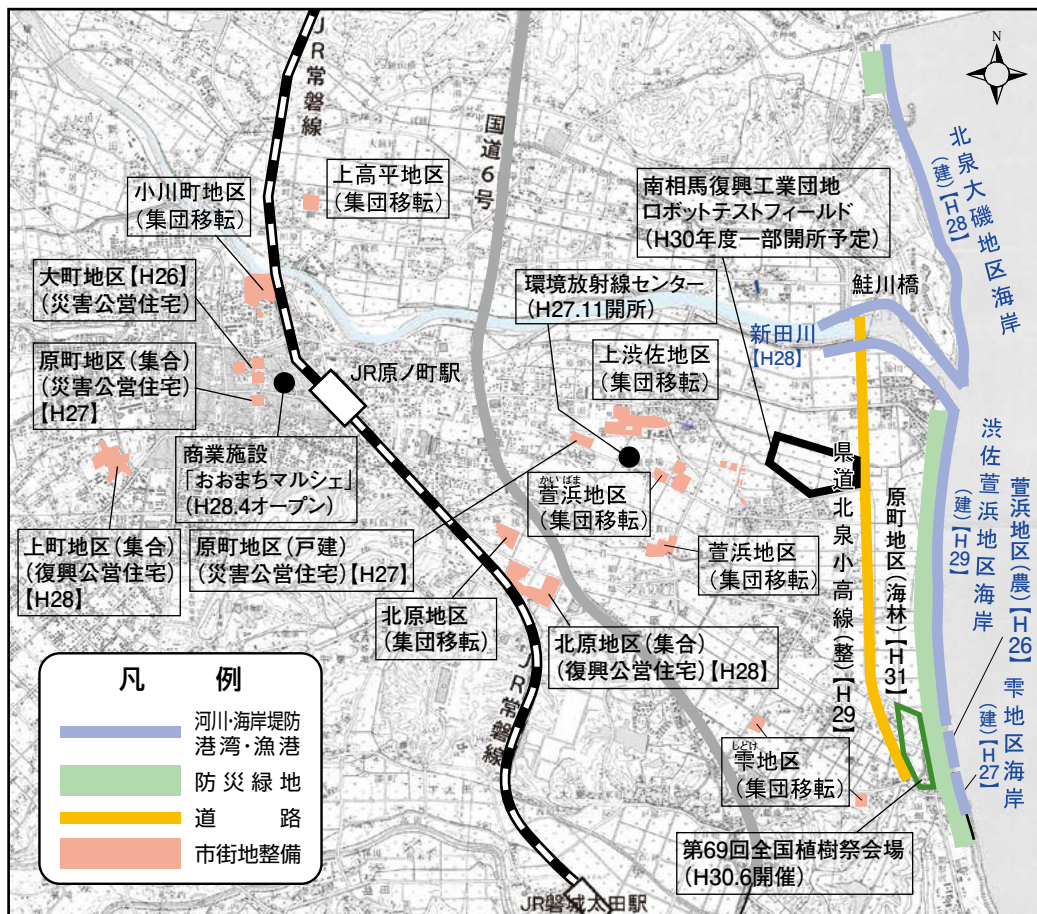 JR常磐線
国道6号
N
小川町地区
(集団移転)
上高平地区
(集団移転)
南相馬復興工業団地
ロボットテストフィールド
(H30年度一部開所予定)
北泉大磯地区海岸
(建)【H28】
大町地区【H26】
(災害公営住宅)
環境放射線センター
(H27.11開所)
鮭川橋
新田川
【H28】
原町地区(集合)
(災害公営住宅)
【H27】
JR原ノ町駅
上渋佐地区
(集団移転)
商業施設
「おおまちマルシェ」
(H28.4オープン)
かいばま
萱浜地区
(集団移転)
県道北泉小高線(整)【H29】
原町地区(海林)【H31】
渋佐萱浜地区海岸
(建)【H29】
萱浜地区(農)【H26】
雫地区海岸
(建)【H27】
上町地区(集合)
(復興公営住宅)
【H28】
原町地区(戸建)
(災害公営住宅)【H27】
萱浜地区
(集団移転)
北原地区
(集団移転)
北原地区(集合)
(復興公営住宅)【H28】
JR常磐線
しどけ
雫地区
(集団移転)
第69回全国植樹祭会場
(H30.6開催)
JR磐城太田駅
凡例
河川・海岸堤防
港湾・漁港
防災緑地
道路
市街地整備